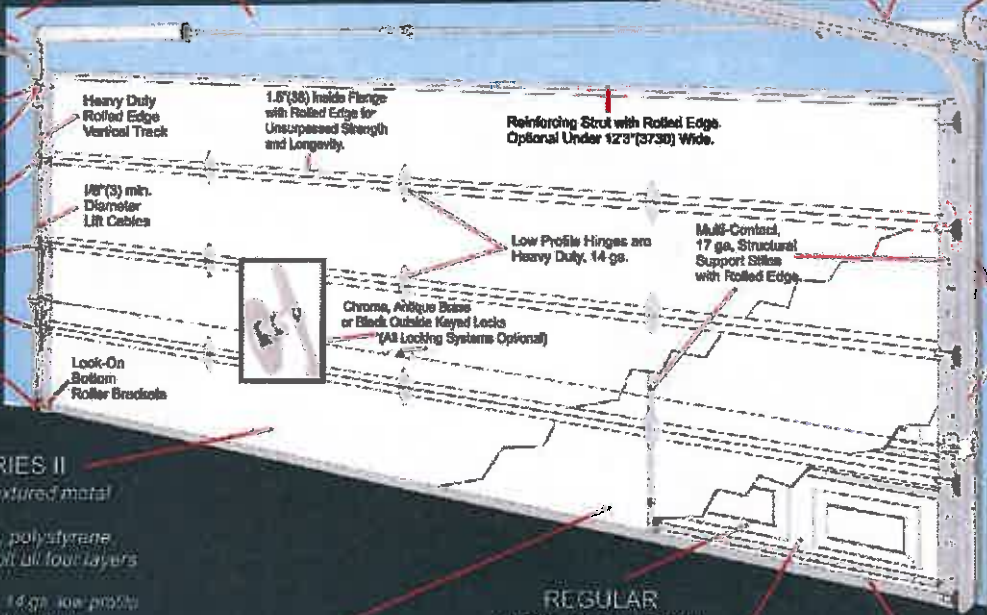 Heavy Duty
Rolled Edge
Vertical Track
1.5"(38) Inside Flange
with Rolled Edge for
Unsurpassed Strength
and Longevity.
Reinforcing Strut with Rolled Edge.
Optional Under 12'3"(3730) Wide.
1/8"(3) min.
Diameter
Lift Cables
Low Profile Hinges are
Heavy Duty, 14 ga.
Multi-Contact,
17 ga, Structural
Support Stiles
with Rolled Edge.
Chrome, Antique Brass
or Black Outside Keyed Locks
(All Locking Systems Optional)
Lock-On
Bottom
Roller Brackets
RIES II
xtured metal
polystyrene
all four layers
14 ga. low profile
REGULAR